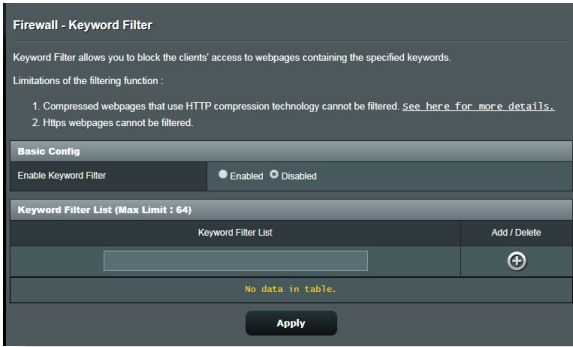 Firewall - Keyword Filter
Keyword Filter allows you to block the clients' access to webpages containing the specified keywords.
Limitations of the filtering function :
1. Compressed webpages that use HTTP compression technology cannot be filtered. See here for more details.
2. Https webpages cannot be filtered.
Basic Config
Enable Keyword Filter Enabled Disabled
Keyword Filter List (Max Limit : 64)
Keyword Filter List Add / Delete
No data in table.
Apply